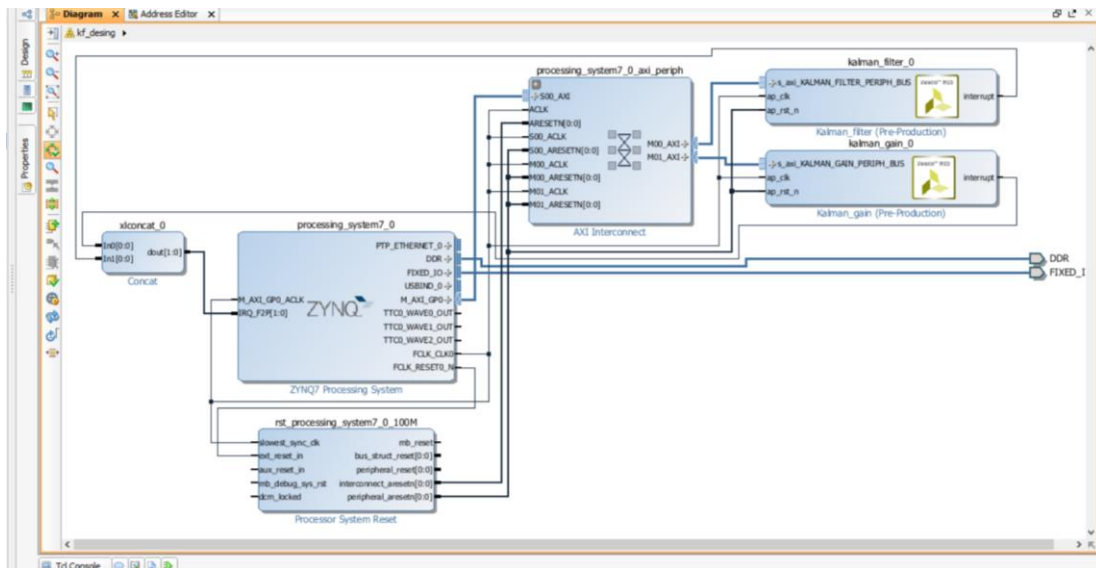 Diagram
Address Editor
kf_desing
Design
Properties
processing_system7_0_axi_periph
S00_AXI
ACLK
ARESETN[0:0]
S00_ACLK
S00_ARESETN[0:0]
M00_ACLK
M00_ARESETN[0:0]
M01_ACLK
M01_ARESETN[0:0]
M00_AXI
M01_AXI
AXI Interconnect
kalman_filter_0
s_axi_KALMAN_FILTER_PERIPH_BUS
ap_clk
ap_rst_n
interrupt
Kalman_filter (Pre-Production)
kalman_gain_0
s_axi_KALMAN_GAIN_PERIPH_BUS
ap_clk
ap_rst_n
interrupt
Kalman_gain (Pre-Production)
xlconcat_0
In0[0:0]
In1[0:0]
dout[1:0]
Concat
processing_system7_0
M_AXI_GP0_ACLK
IRQ_F2P[1:0]
ZYNQ
PTP_ETHERNET_0
DDR
FIXED_IO
USBIND_0
M_AXI_GP0
TTC0_WAVE0_OUT
TTC0_WAVE1_OUT
TTC0_WAVE2_OUT
FCLK_CLK0
FCLK_RESET0_N
ZYNQ7 Processing System
DDR
FIXED_I
rst_processing_system7_0_100M
slowest_sync_clk
ext_reset_in
aux_reset_in
mb_debug_sys_rst
dcm_locked
mb_reset
bus_struct_reset[0:0]
peripheral_reset[0:0]
interconnect_aresetn[0:0]
peripheral_aresetn[0:0]
Processor System Reset
Tcl Console